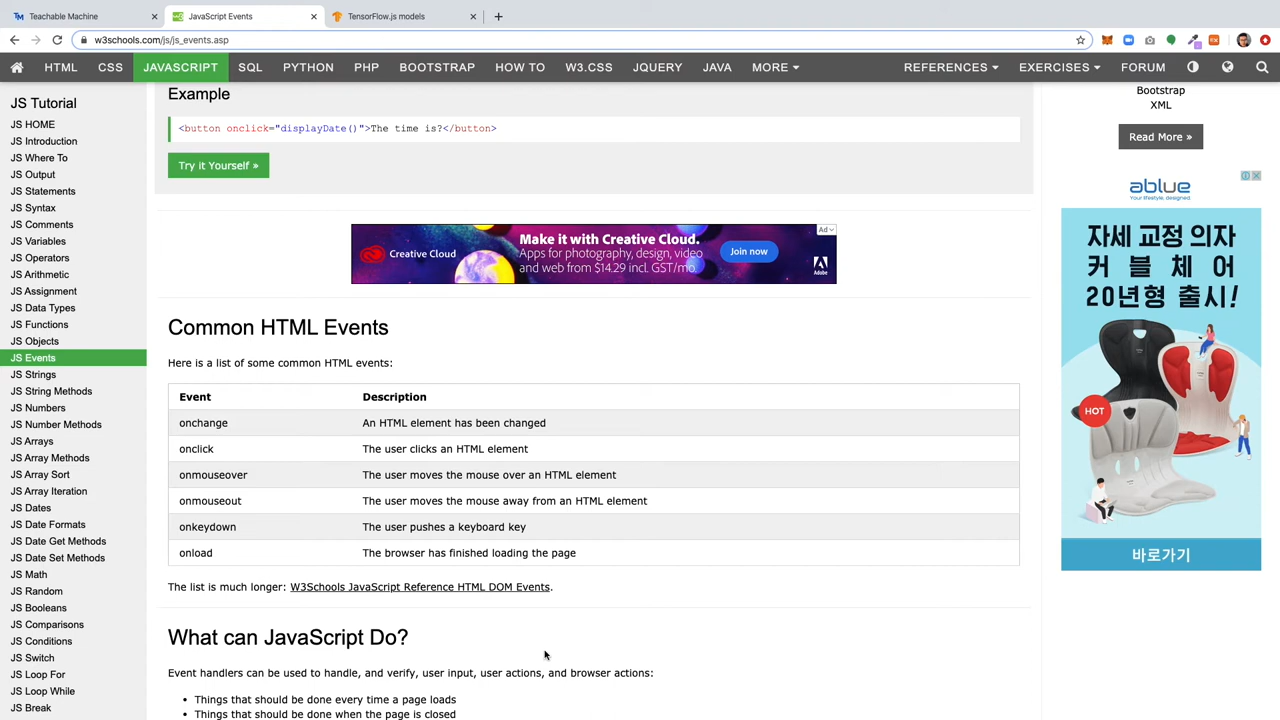 Teachable Machine
JavaScript Events
TensorFlow.js models
w3schools.com/js/js_events.asp
HTML
CSS
JAVASCRIPT
SQL
PYTHON
PHP
BOOTSTRAP
HOW TO
W3.CSS
JQUERY
JAVA
MORE
REFERENCES
EXERCISES
FORUM
JS Tutorial
JS HOME
JS Introduction
JS Where To
JS Output
JS Statements
JS Syntax
JS Comments
JS Variables
JS Operators
JS Arithmetic
JS Assignment
JS Data Types
JS Functions
JS Objects
JS Events
JS Strings
JS String Methods
JS Numbers
JS Number Methods
JS Arrays
JS Array Methods
JS Array Sort
JS Array Iteration
JS Dates
JS Date Formats
JS Date Get Methods
JS Date Set Methods
JS Math
JS Random
JS Booleans
JS Comparisons
JS Conditions
JS Switch
JS Loop For
JS Loop While
JS Break
Example
<button onclick="displayDate()">The time is?</button>
Try it Yourself »
Creative Cloud
Make it with Creative Cloud.
Apps for photography, design, video
and web from $14.29 incl. GST/mo.
Join now
Ad
Adobe
Common HTML Events
Here is a list of some common HTML events:
Event Description
onchange An HTML element has been changed
onclick The user clicks an HTML element
onmouseover The user moves the mouse over an HTML element
onmouseout The user moves the mouse away from an HTML element
onkeydown The user pushes a keyboard key
onload The browser has finished loading the page
The list is much longer: W3Schools JavaScript Reference HTML DOM Events.
What can JavaScript Do?
Event handlers can be used to handle, and verify, user input, user actions, and browser actions:
• Things that should be done every time a page loads
• Things that should be done when the page is closed
Bootstrap
XML
Read More »
ablue
Your lifestyle, designed.
자세 교정 의자
커블체어
20년형 출시!
HOT
바로가기